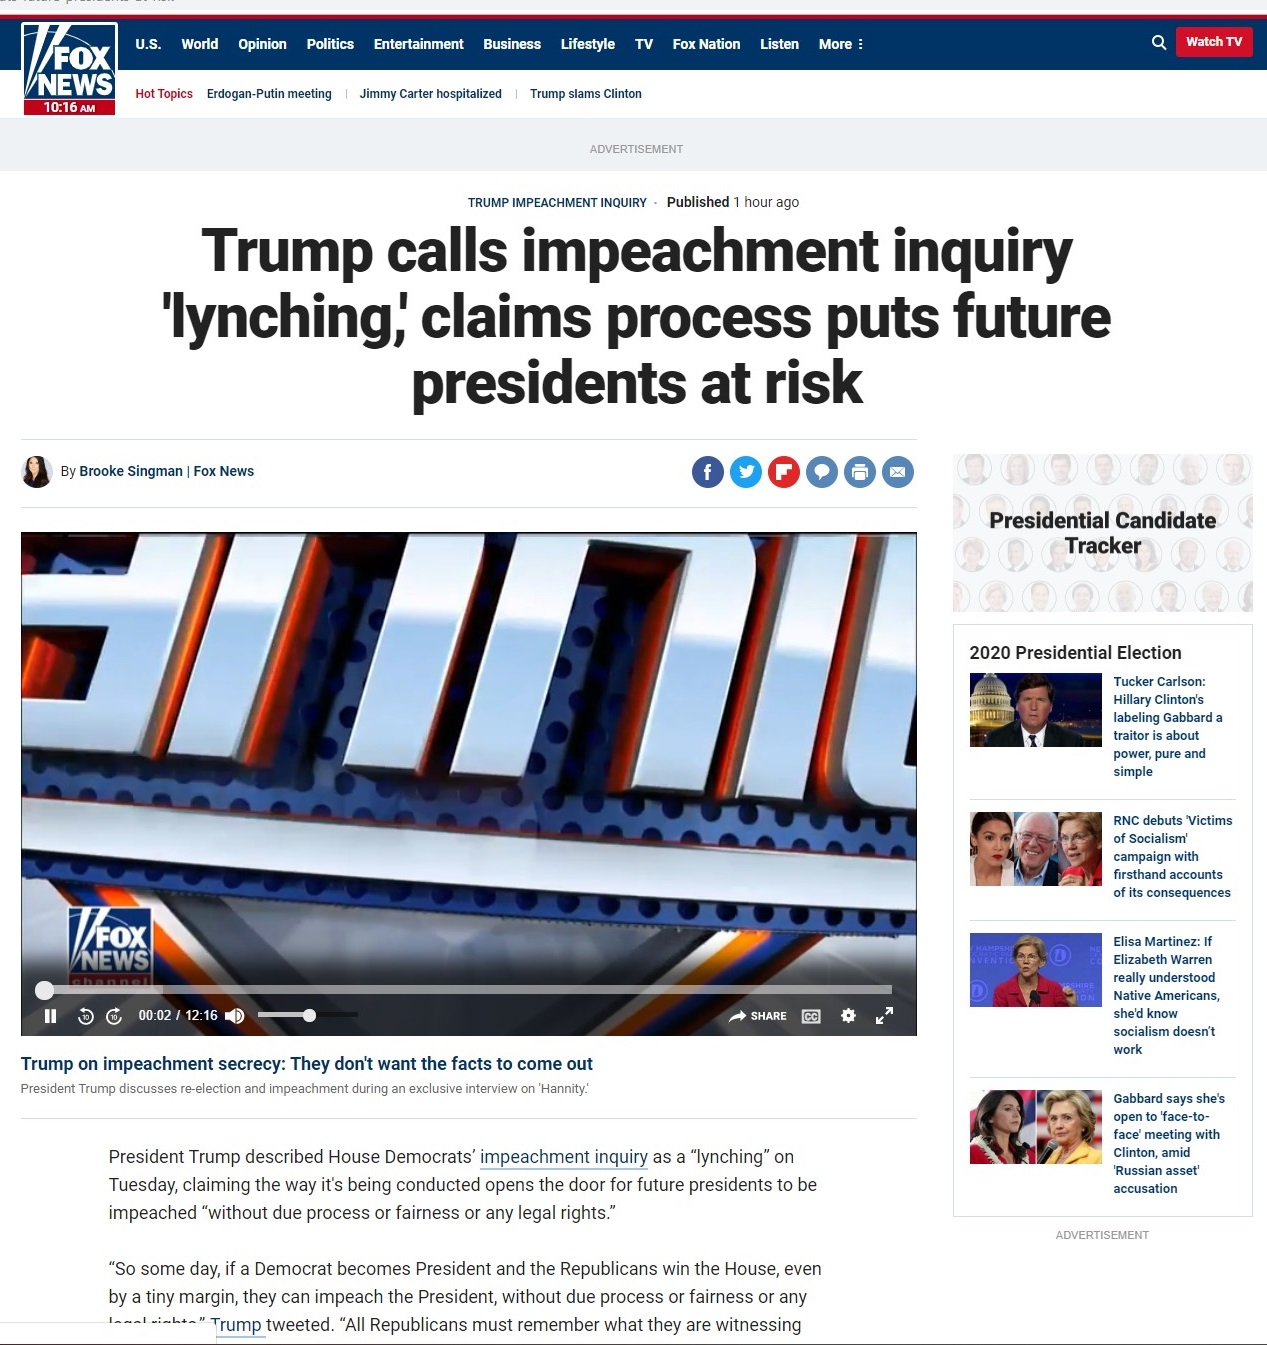 U.S. World Opinion Politics Entertainment Business Lifestyle TV Fox Nation Listen More Watch TV
FOX
NEWS
10:16 AM
Hot Topics Erdogan-Putin meeting Jimmy Carter hospitalized Trump slams Clinton
ADVERTISEMENT
TRUMP IMPEACHMENT INQUIRY · Published 1 hour ago
Trump calls impeachment inquiry
'lynching,' claims process puts future
presidents at risk
By Brooke Singman | Fox News
FOX
NEWS
channel
00:02 / 12:16
SHARE
CC
Trump on impeachment secrecy: They don't want the facts to come out
President Trump discusses re-election and impeachment during an exclusive interview on 'Hannity.'
President Trump described House Democrats’ impeachment inquiry as a “lynching” on
Tuesday, claiming the way it's being conducted opens the door for future presidents to be
impeached “without due process or fairness or any legal rights.”
“So some day, if a Democrat becomes President and the Republicans win the House, even
by a tiny margin, they can impeach the President, without due process or fairness or any
legal rights,” Trump tweeted. “All Republicans must remember what they are witnessing
Presidential Candidate
Tracker
2020 Presidential Election
Tucker Carlson:
Hillary Clinton's
labeling Gabbard a
traitor is about
power, pure and
simple
RNC debuts 'Victims
of Socialism'
campaign with
firsthand accounts
of its consequences
Elisa Martinez: If
Elizabeth Warren
really understood
Native Americans,
she'd know
socialism doesn’t
work
Gabbard says she's
open to 'face-to-
face' meeting with
Clinton, amid
'Russian asset'
accusation
ADVERTISEMENT